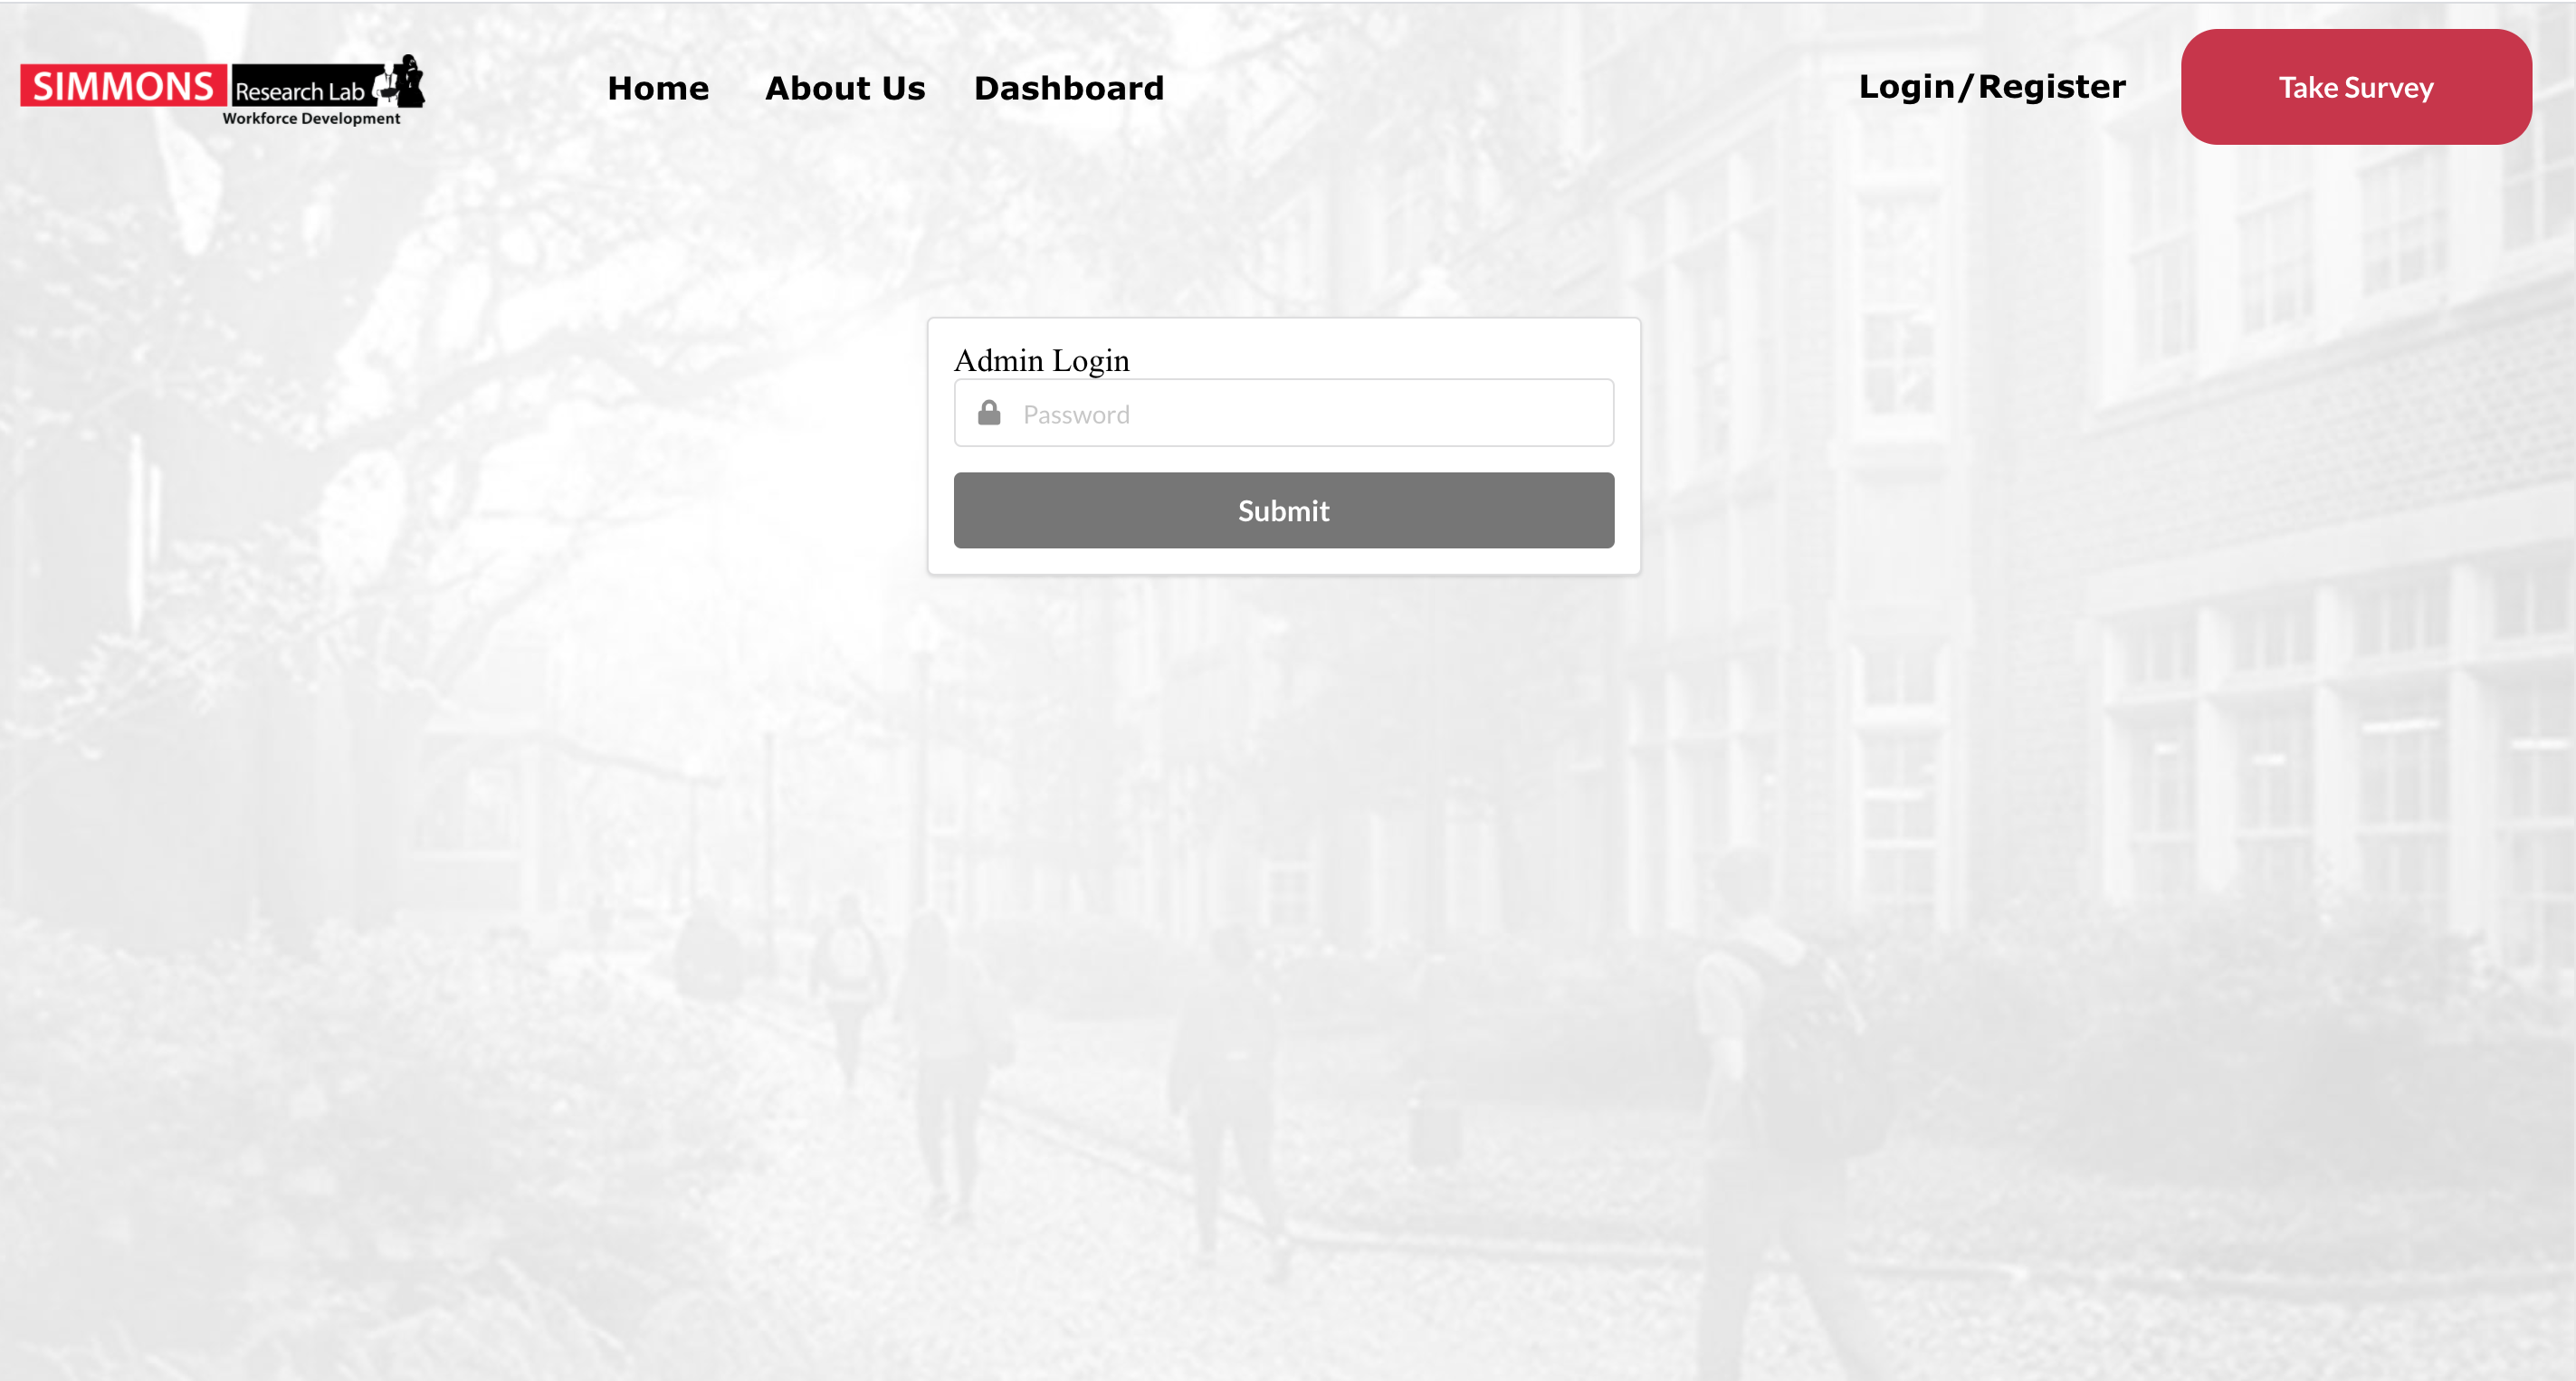 SIMMONS Research Lab
Workforce Development
Home About Us Dashboard Login/Register Take Survey
Admin Login
Password
Submit